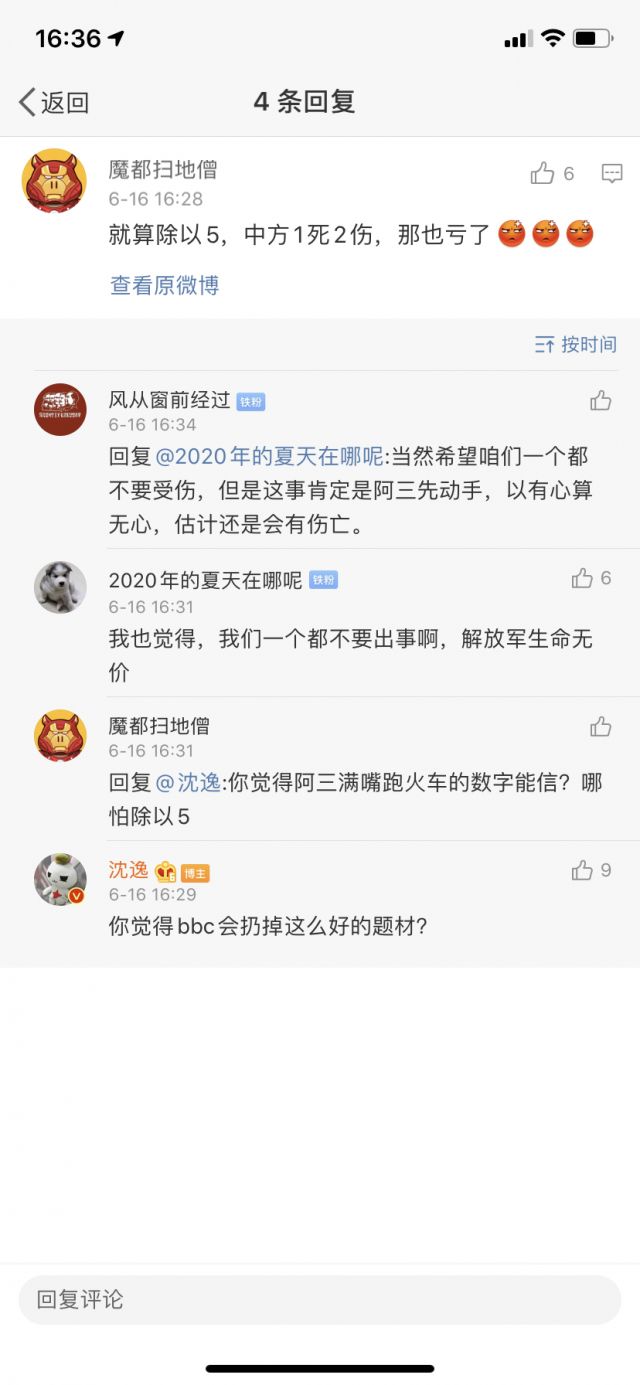 16:36
返回
4 条回复
魔都扫地僧
6
6-16 16:28
就算除以5，中方1死2伤，那也亏了
查看原微博
按时间
风从窗前经过 铁粉
6-16 16:34
回复@2020年的夏天在哪呢:当然希望咱们一个都
不要受伤，但是这事肯定是阿三先动手，以有心算
无心，估计还是会有伤亡。
2020年的夏天在哪呢 铁粉
6
6-16 16:31
我也觉得，我们一个都不要出事啊，解放军生命无
价
魔都扫地僧
6-16 16:31
回复@沈逸:你觉得阿三满嘴跑火车的数字能信？哪
怕除以5
沈逸 博主
9
6-16 16:29
你觉得bbc会扔掉这么好的题材？
回复评论